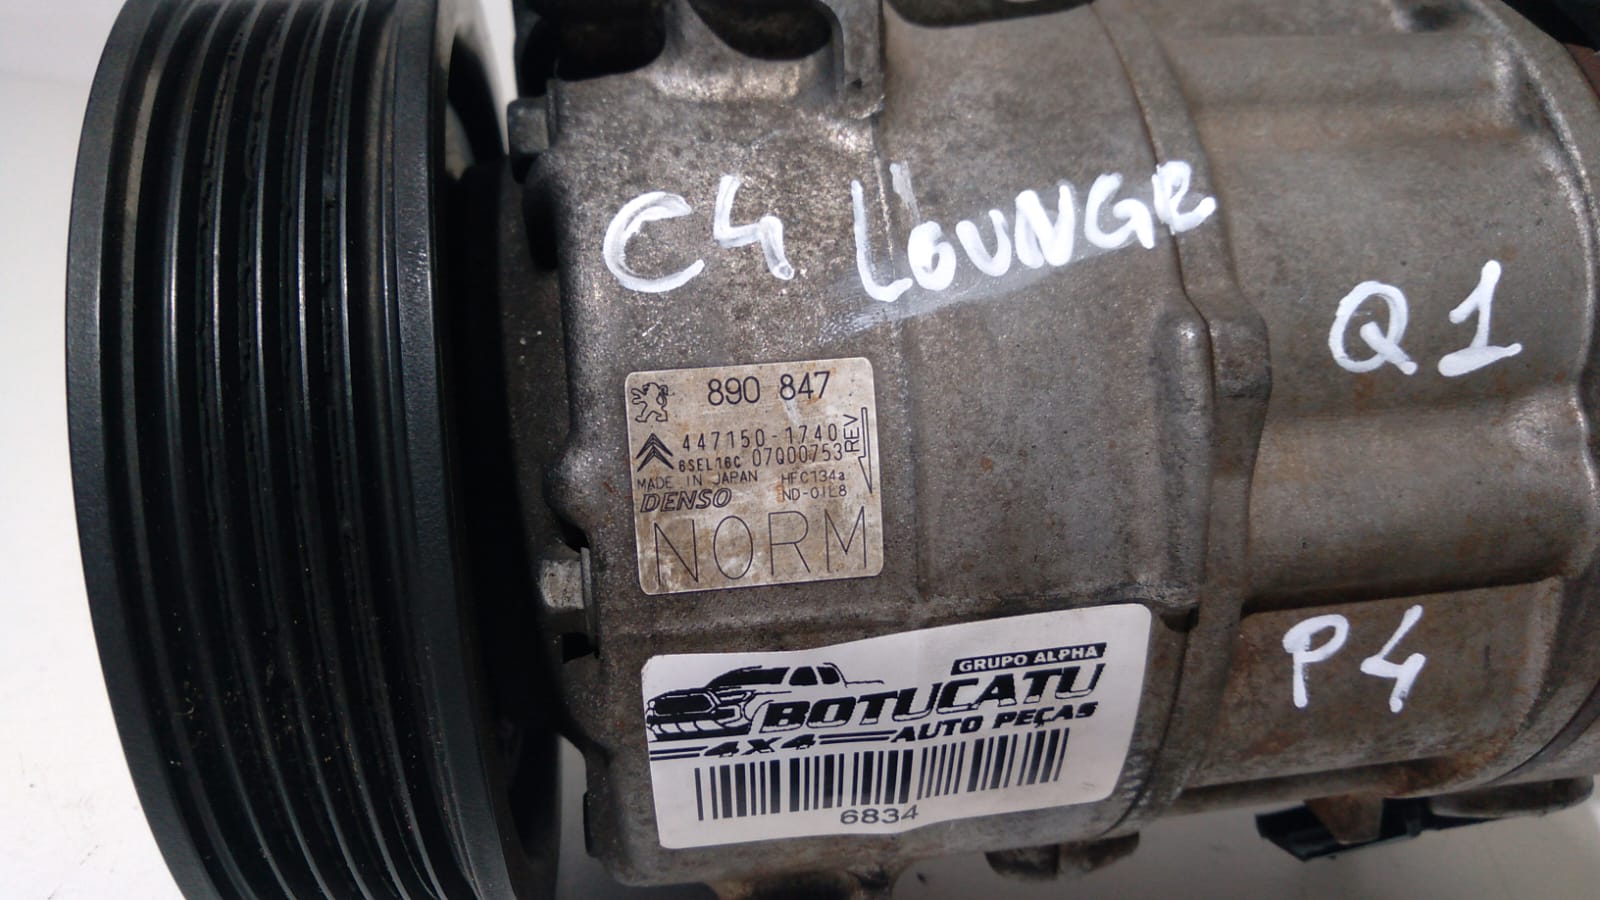 C4 LOUNGE
Q1
890 847
447150-1740
6SEL16C 07Q00753
REV
MADE IN JAPAN HFC134a
DENSO ND-OIL8
NORM
P4
GRUPO ALPHA
BOTUCATU
4X4 AUTO PEÇAS
6834